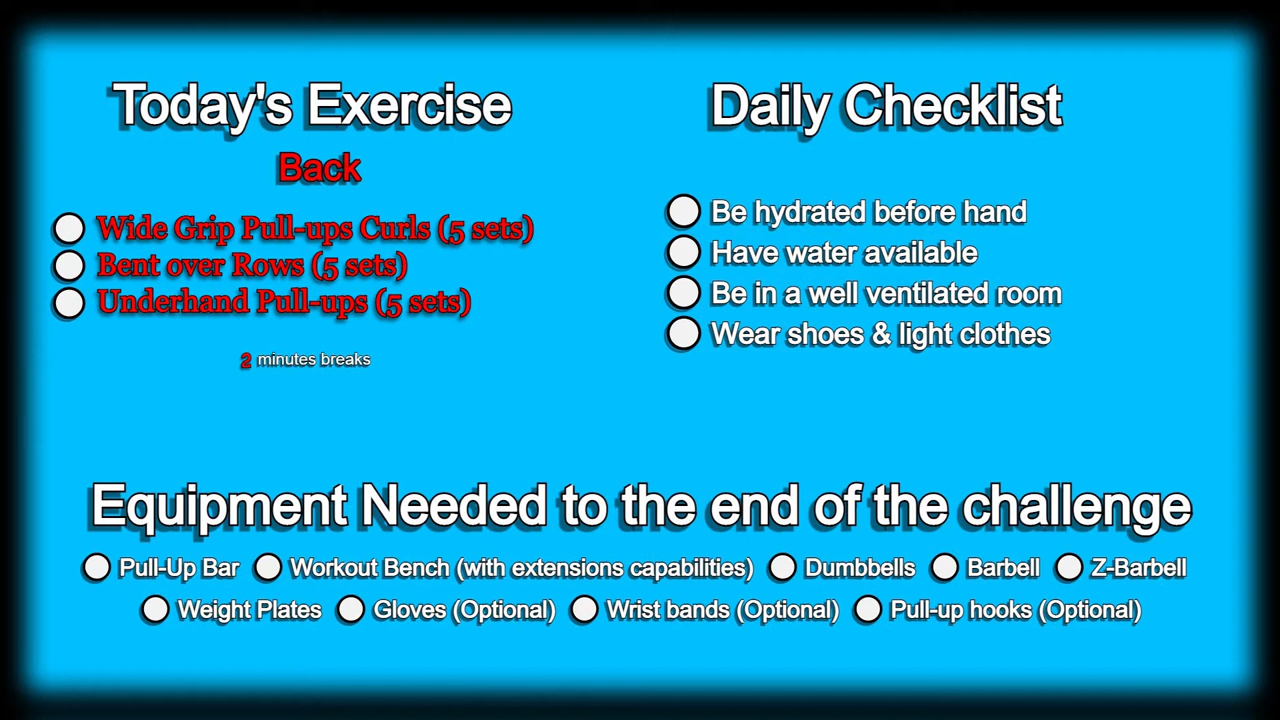 Today's Exercise
Back
Wide Grip Pull-ups Curls (5 sets)
Bent over Rows (5 sets)
Underhand Pull-ups (5 sets)
2 minutes breaks
Daily Checklist
Be hydrated before hand
Have water available
Be in a well ventilated room
Wear shoes & light clothes
Equipment Needed to the end of the challenge
Pull-Up Bar Workout Bench (with extensions capabilities) Dumbbells Barbell Z-Barbell
Weight Plates Gloves (Optional) Wrist bands (Optional) Pull-up hooks (Optional)